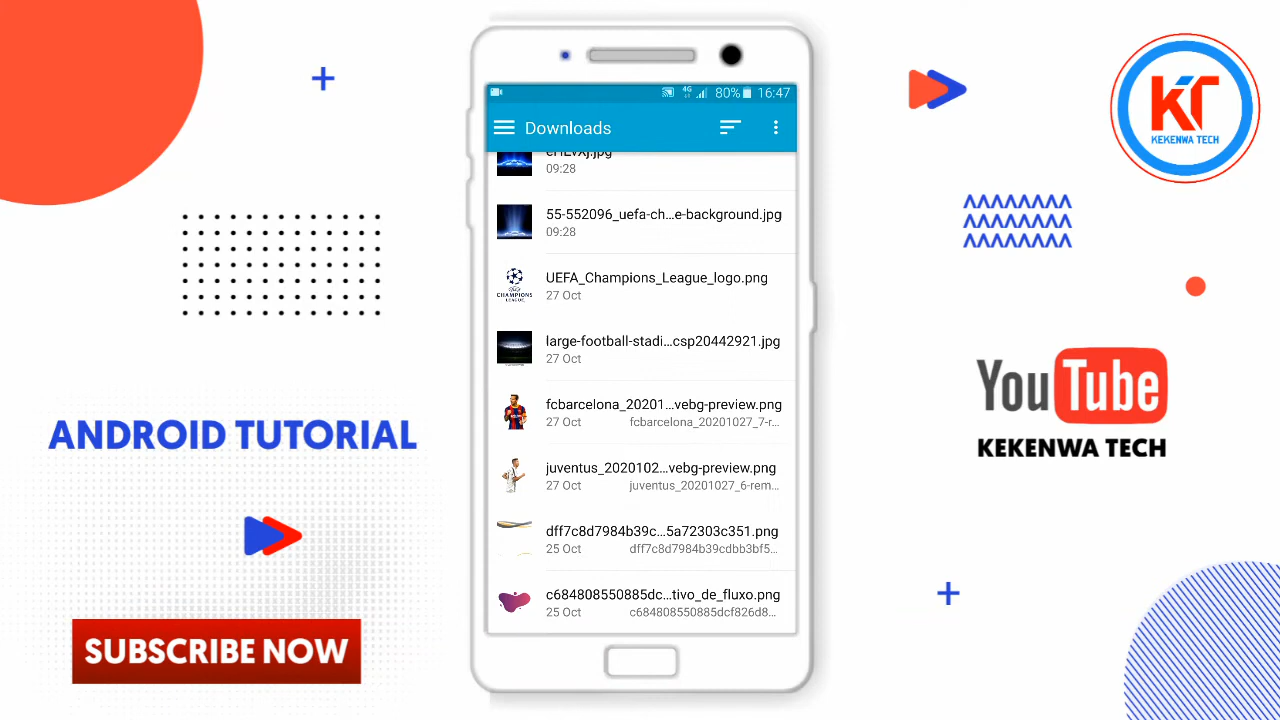 4G
80%
16:47
Downloads
09:28
55-552096_uefa-ch...e-background.jpg
09:28
UEFA_Champions_League_logo.png
27 Oct
CHAMPIONS
LEAGUE
large-football-stadi...csp20442921.jpg
27 Oct
fcbarcelona_20201...vebg-preview.png
27 Oct
fcbarcelona_20201027_7-r...
juventus_2020102...vebg-preview.png
27 Oct
juventus_20201027_6-rem...
dff7c8d7984b39c...5a72303c351.png
25 Oct
dff7c8d7984b39cdbb3bf5...
c684808550885dc...tivo_de_fluxo.png
25 Oct
c684808550885dcf826d8...
ANDROID TUTORIAL
SUBSCRIBE NOW
KT
KEKENWA TECH
YouTube
KEKENWA TECH